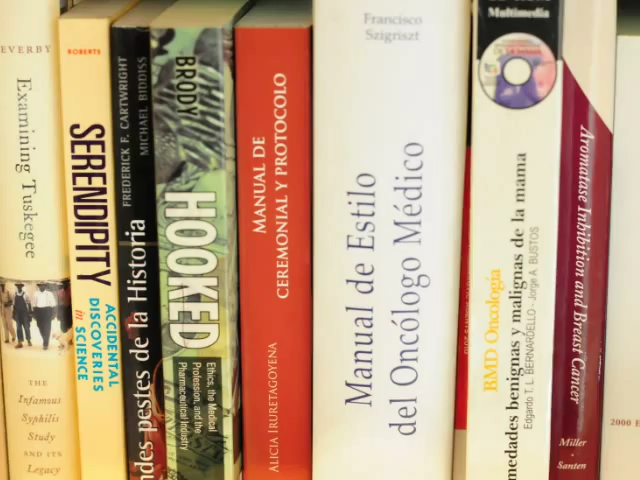 EVERBY
Examining Tuskegee
THE
Infamous
Syphilis
Study
AND ITS
Legacy
ROBERTS
SERENDIPITY
ACCIDENTAL
DISCOVERIES
in SCIENCE
FREDERICK F. CARTWRIGHT
MICHAEL BIDDISS
ndes pestes de la Historia
BRODY
HOOKED
Ethics, the Medical
Profession, and the
Pharmaceutical Industry
MANUAL DE
CEREMONIAL Y PROTOCOLO
ALICIA IRURETAGOYENA
Francisco
Szigriszt
Manual de Estilo
del Oncólogo Médico
Multimedia
BMD Oncología
medades benignas y malignas de la mama
Edgardo T. L. BERNARDELLO - Jorge A. BUSTOS
Aromatase Inhibition and Breast Cancer
Miller
Santen
2000 E